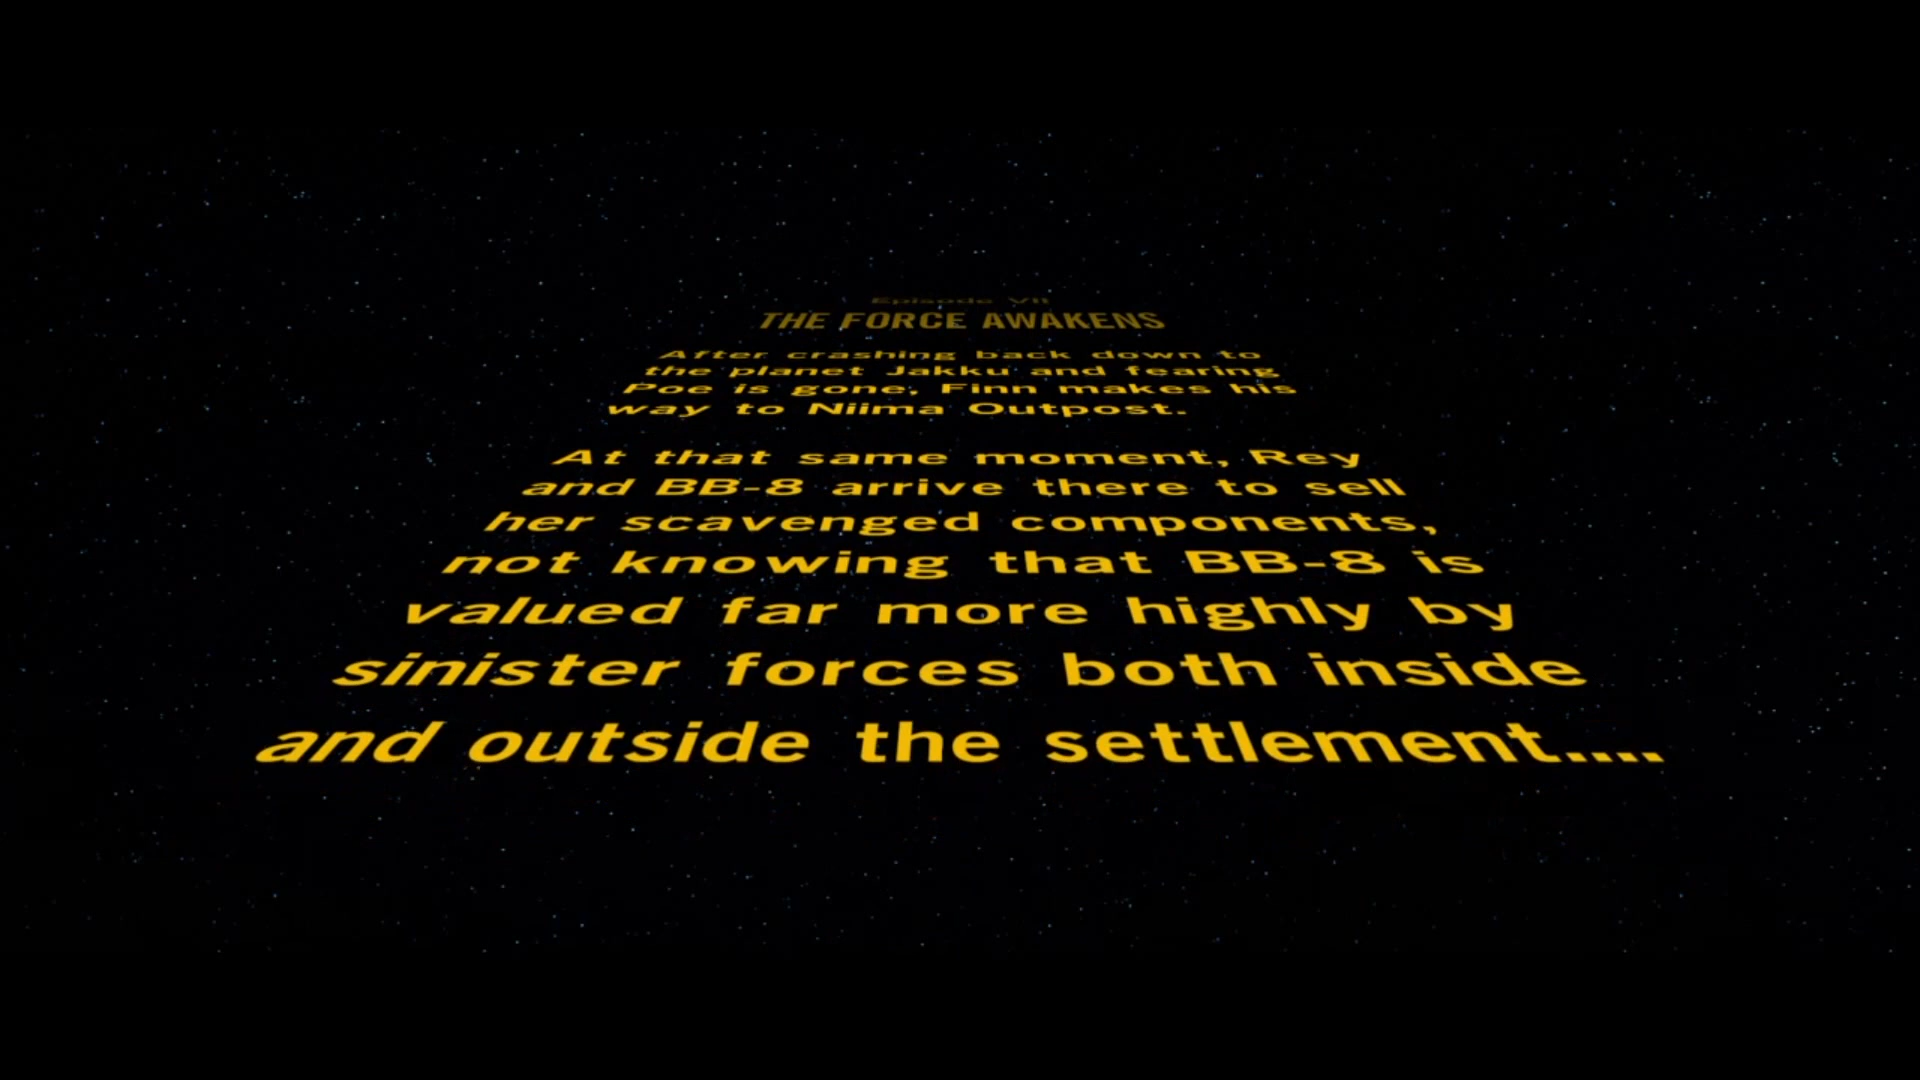 Episode VII
THE FORCE AWAKENS
After crashing back down to
the planet Jakku and fearing
Poe is gone, Finn makes his
way to Niima Outpost.
At that same moment, Rey
and BB-8 arrive there to sell
her scavenged components,
not knowing that BB-8 is
valued far more highly by
sinister forces both inside
and outside the settlement....